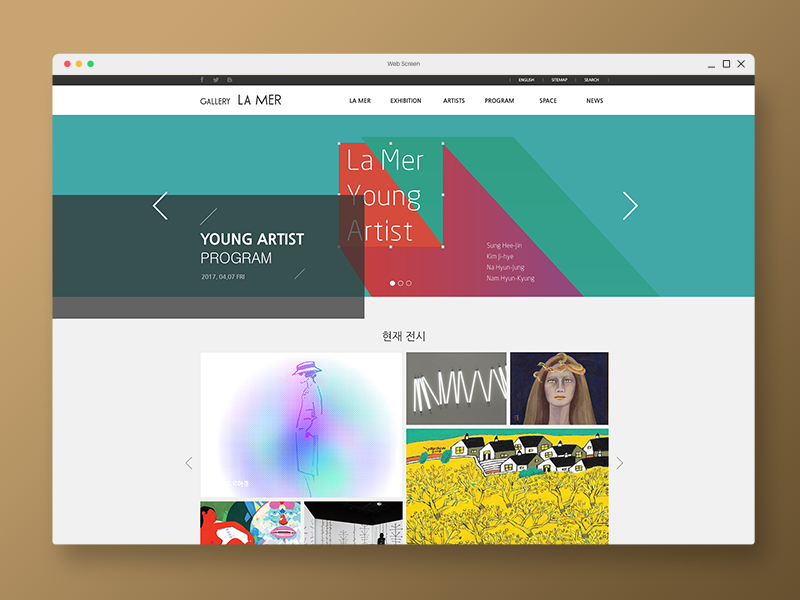 Web Screen
ENGLISH
SITEMAP
SEARCH
GALLERY LA MER
LA MER
EXHIBITION
ARTISTS
PROGRAM
SPACE
NEWS
La Mer
Young
Artist
YOUNG ARTIST
PROGRAM
2017. 04.07 FRI
Sung Hee-jin
Kim Ji-hye
Na Hyun-Jung
Nam Hyun-Kyung
현재 전시